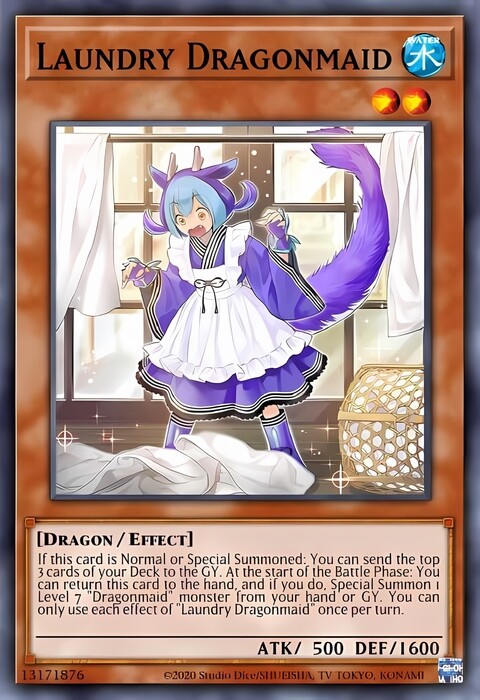 LAUNDRY DRAGONMAID
WATER
水
[DRAGON / EFFECT]
If this card is Normal or Special Summoned: You can send the top
3 cards of your Deck to the GY. At the start of the Battle Phase: You
can return this card to the hand, and if you do, Special Summon 1
Level 7 "Dragonmaid" monster from your hand or GY. You can
only use each effect of "Laundry Dragonmaid" once per turn.
ATK/ 500 DEF/1600
13171876
©2020 Studio Dice/SHUEISHA, TV TOKYO, KONAMI